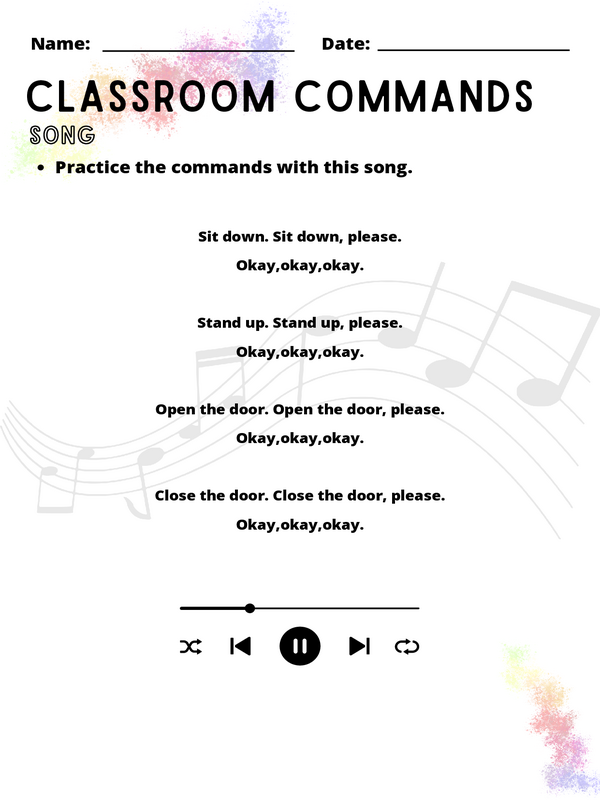 Name: Date:
CLASSROOM COMMANDS
SONG
• Practice the commands with this song.
Sit down. Sit down, please.
Okay,okay,okay.
Stand up. Stand up, please.
Okay,okay,okay.
Open the door. Open the door, please.
Okay,okay,okay.
Close the door. Close the door, please.
Okay,okay,okay.